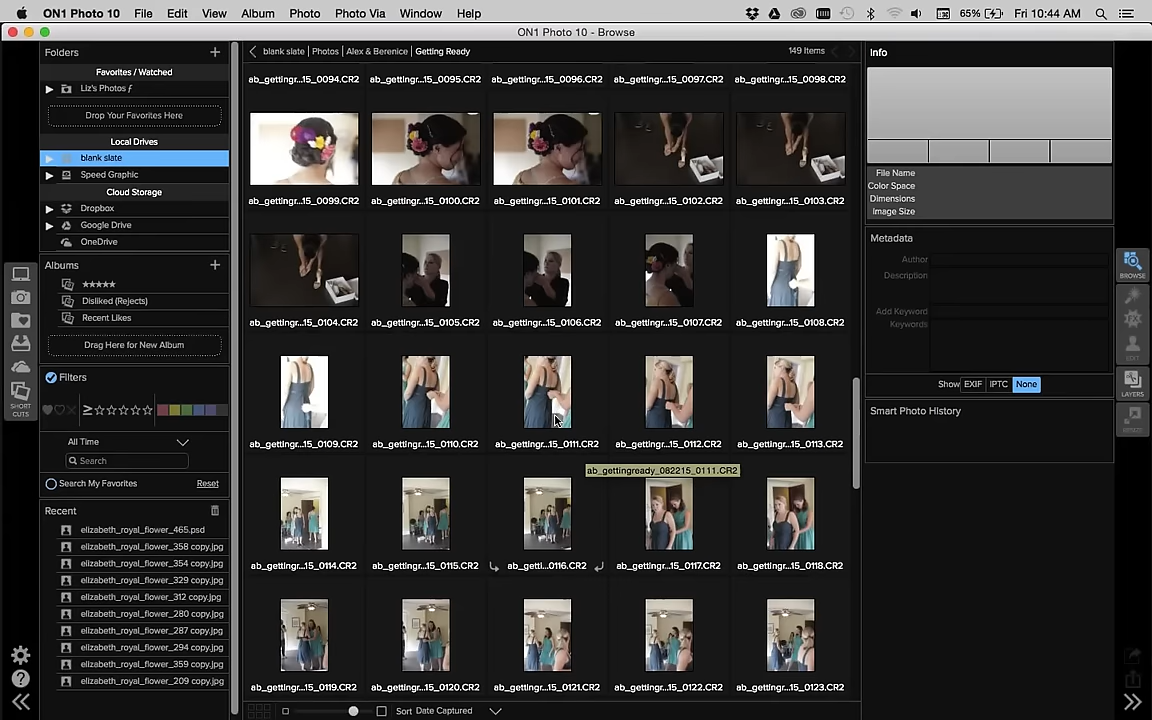 ON1 Photo 10 File Edit View Album Photo Photo Via Window Help 65% Fri 10:44 AM
ON1 Photo 10 - Browse
Folders
Favorites / Watched
Liz's Photos ƒ
Drop Your Favorites Here
Local Drives
blank slate
Speed Graphic
Cloud Storage
Dropbox
Google Drive
OneDrive
Albums
★★★★★
Disliked (Rejects)
Recent Likes
Drag Here for New Album
Filters
All Time
Search
Search My Favorites Reset
Recent
elizabeth_royal_flower_465.psd
elizabeth_royal_flower_358 copy.jpg
elizabeth_royal_flower_354 copy.jpg
elizabeth_royal_flower_329 copy.jpg
elizabeth_royal_flower_312 copy.jpg
elizabeth_royal_flower_280 copy.jpg
elizabeth_royal_flower_287 copy.jpg
elizabeth_royal_flower_294 copy.jpg
elizabeth_royal_flower_359 copy.jpg
elizabeth_royal_flower_209 copy.jpg
SHORT
CUTS
blank slate | Photos | Alex & Berenice | Getting Ready 149 Items
ab_gettingr...15_0094.CR2 ab_gettingr...15_0095.CR2 ab_gettingr...15_0096.CR2 ab_gettingr...15_0097.CR2 ab_gettingr...15_0098.CR2
ab_gettingr...15_0099.CR2 ab_gettingr...15_0100.CR2 ab_gettingr...15_0101.CR2 ab_gettingr...15_0102.CR2 ab_gettingr...15_0103.CR2
ab_gettingr...15_0104.CR2 ab_gettingr...15_0105.CR2 ab_gettingr...15_0106.CR2 ab_gettingr...15_0107.CR2 ab_gettingr...15_0108.CR2
ab_gettingr...15_0109.CR2 ab_gettingr...15_0110.CR2 ab_gettingr...15_0111.CR2 ab_gettingr...15_0112.CR2 ab_gettingr...15_0113.CR2
ab_gettingready_082215_0111.CR2
ab_gettingr...15_0114.CR2 ab_gettingr...15_0115.CR2 ab_getti...0116.CR2 ab_gettingr...15_0117.CR2 ab_gettingr...15_0118.CR2
ab_gettingr...15_0119.CR2 ab_gettingr...15_0120.CR2 ab_gettingr...15_0121.CR2 ab_gettingr...15_0122.CR2 ab_gettingr...15_0123.CR2
Sort Date Captured
Info
File Name
Color Space
Dimensions
Image Size
Metadata
Author
Description
Add Keyword
Keywords
Show EXIF IPTC None
Smart Photo History
BROWSE
FX
EDIT
LAYERS
RESIZE